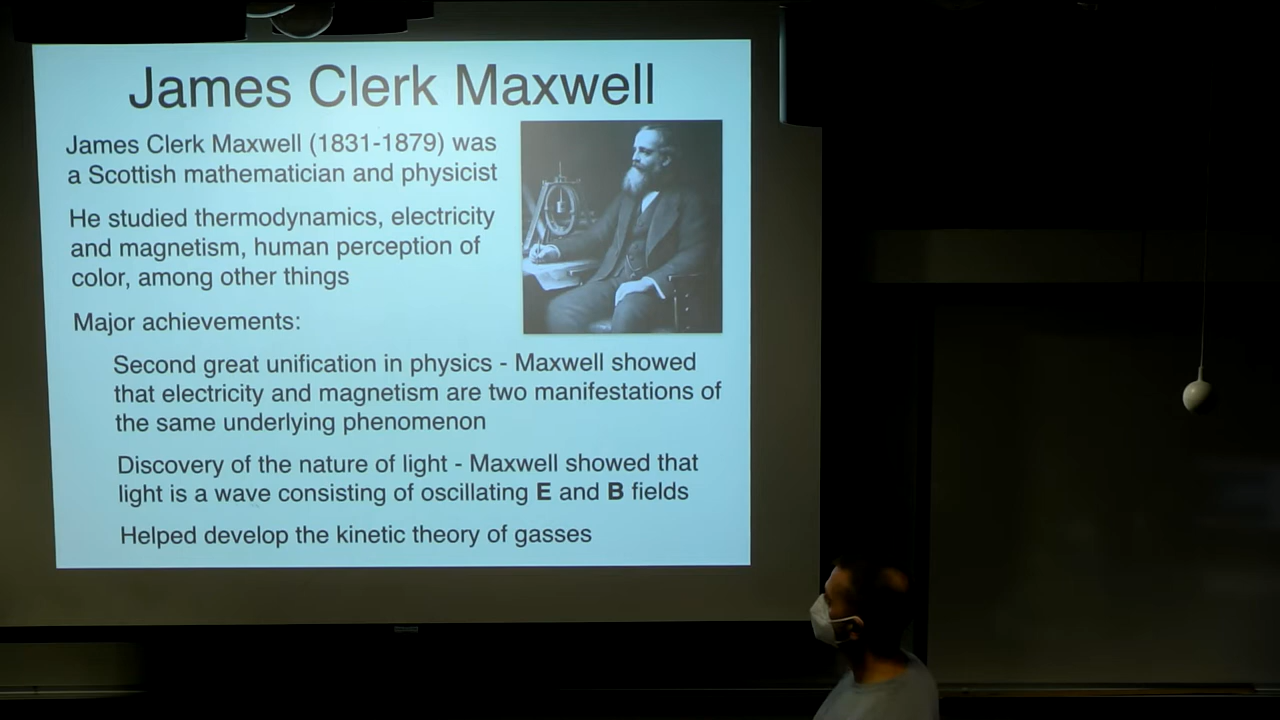 James Clerk Maxwell
James Clerk Maxwell (1831-1879) was
a Scottish mathematician and physicist
He studied thermodynamics, electricity
and magnetism, human perception of
color, among other things
Major achievements:
Second great unification in physics - Maxwell showed
that electricity and magnetism are two manifestations of
the same underlying phenomenon
Discovery of the nature of light - Maxwell showed that
light is a wave consisting of oscillating E and B fields
Helped develop the kinetic theory of gasses